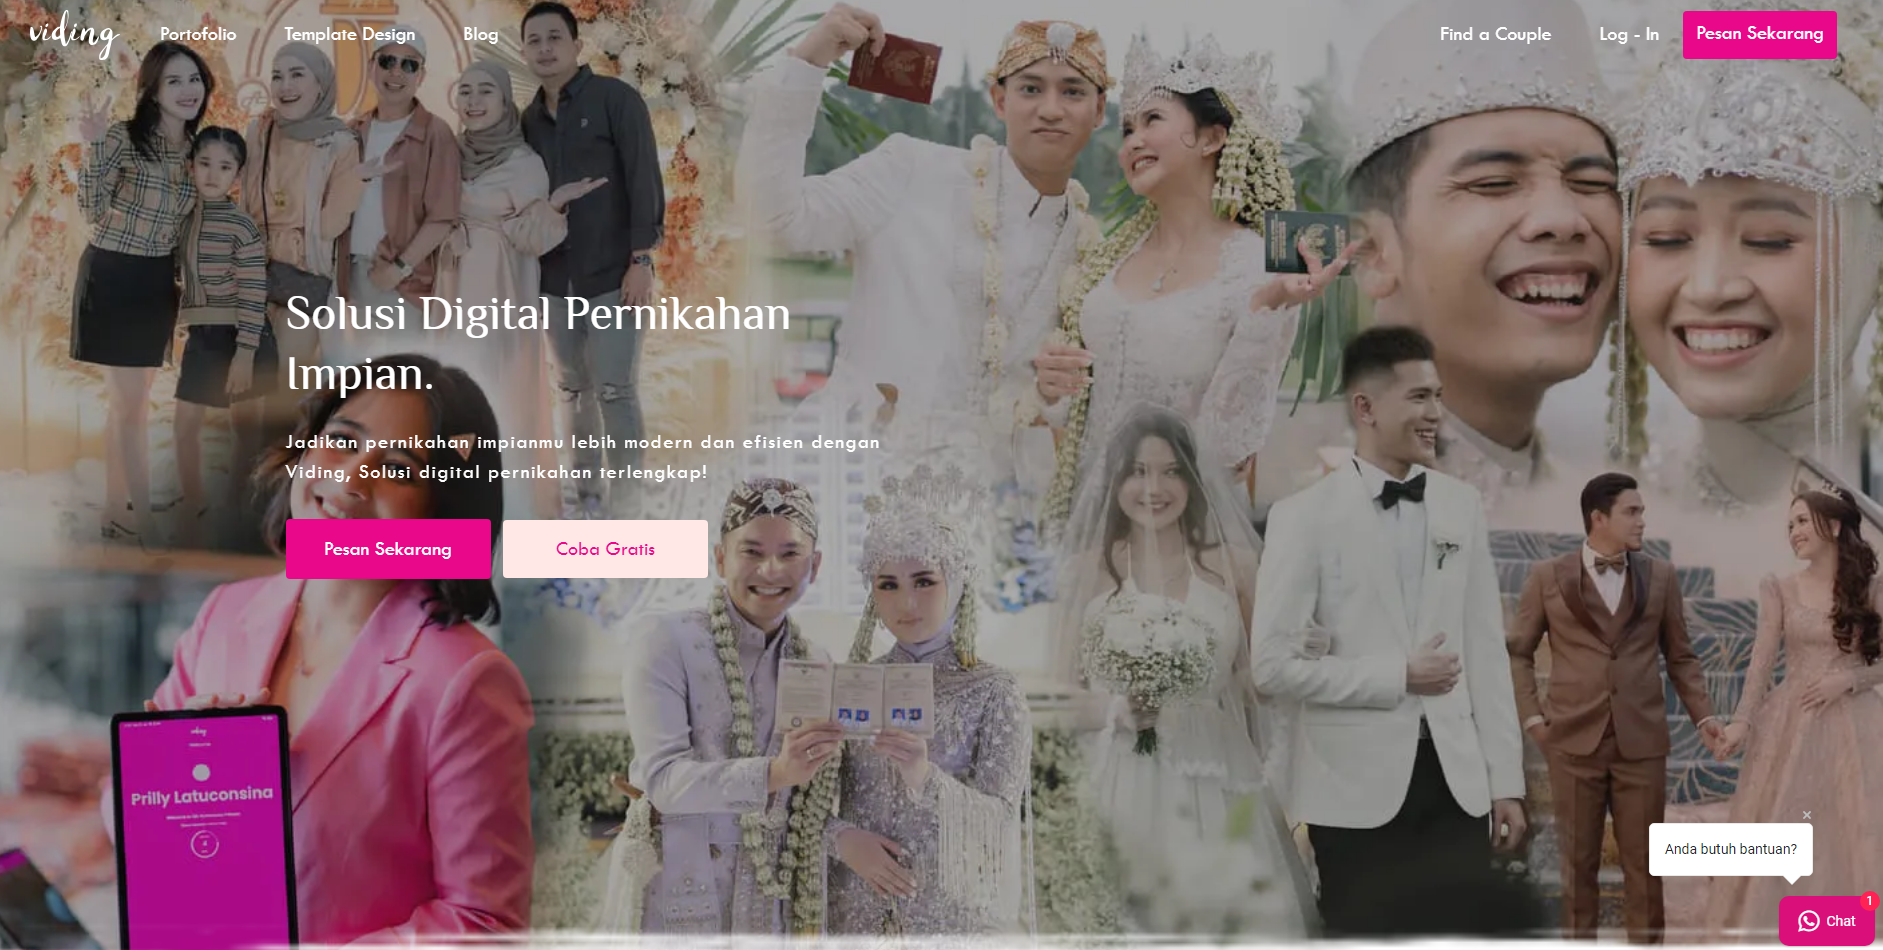 viding
Portofolio
Template Design
Blog
Find a Couple
Log - In
Pesan Sekarang
Solusi Digital Pernikahan
Impian.
Jadikan pernikahan impianmu lebih modern dan efisien dengan
Viding, Solusi digital pernikahan terlengkap!
Pesan Sekarang
Coba Gratis
viding
Prilly Latuconsina
Anda butuh bantuan?
1
Chat